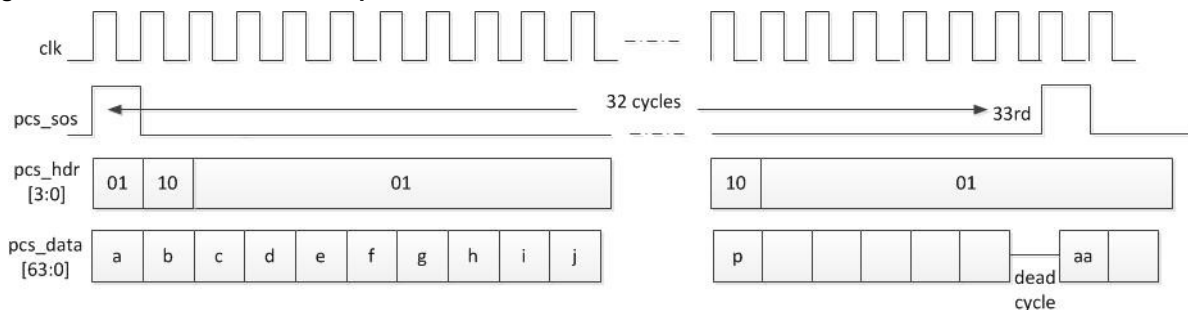 clk
32 cycles
33rd
pcs_sos
pcs_hdr
[3:0]
01 10 01 10 01
pcs_data
[63:0]
a b c d e f g h i j p aa
dead
cycle